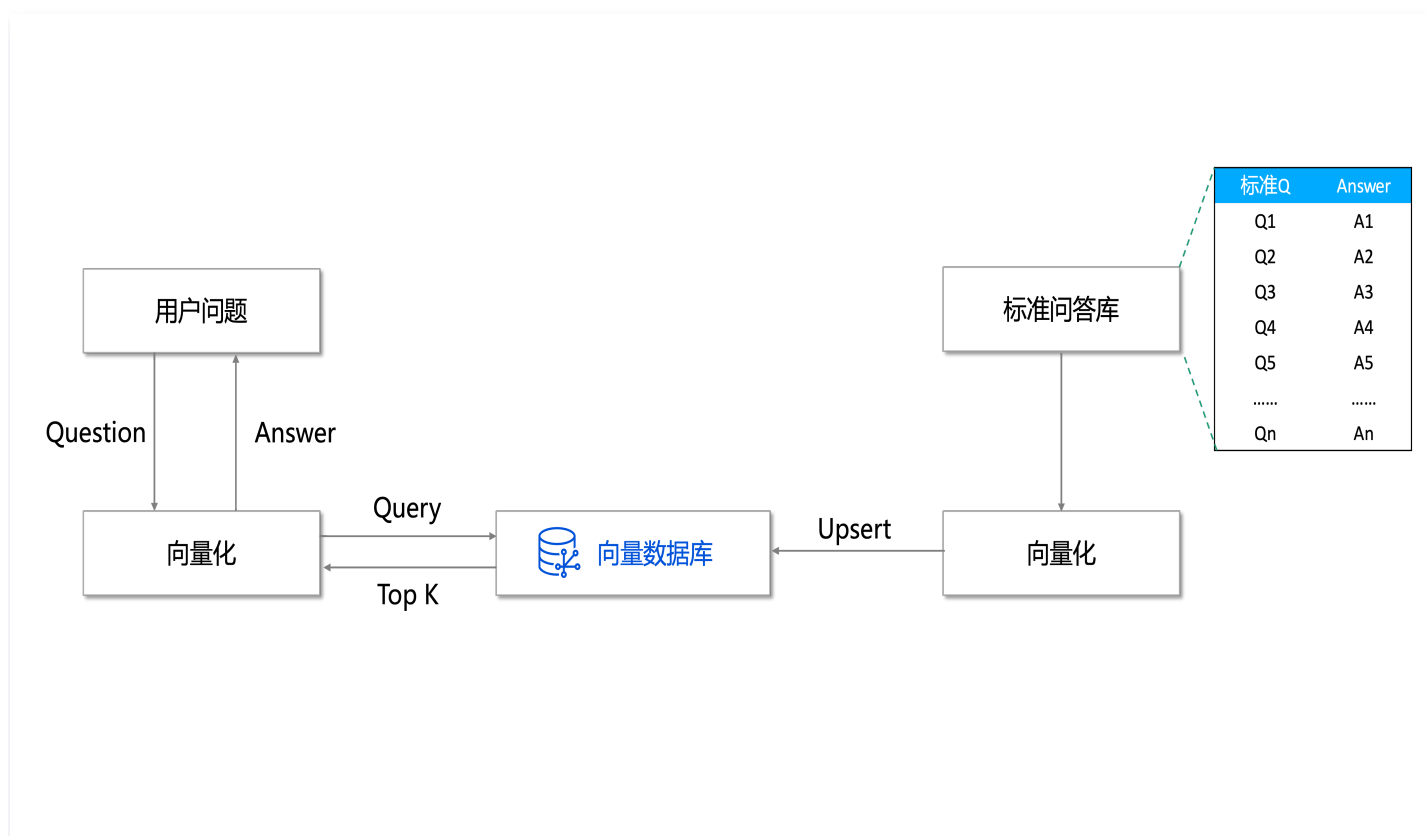 标准Q Answer
Q1 A1
Q2 A2
Q3 A3
Q4 A4
Q5 A5
...... ......
Qn An
用户问题
标准问答库
Question
Answer
Query
向量化
向量数据库
Upsert
向量化
Top K